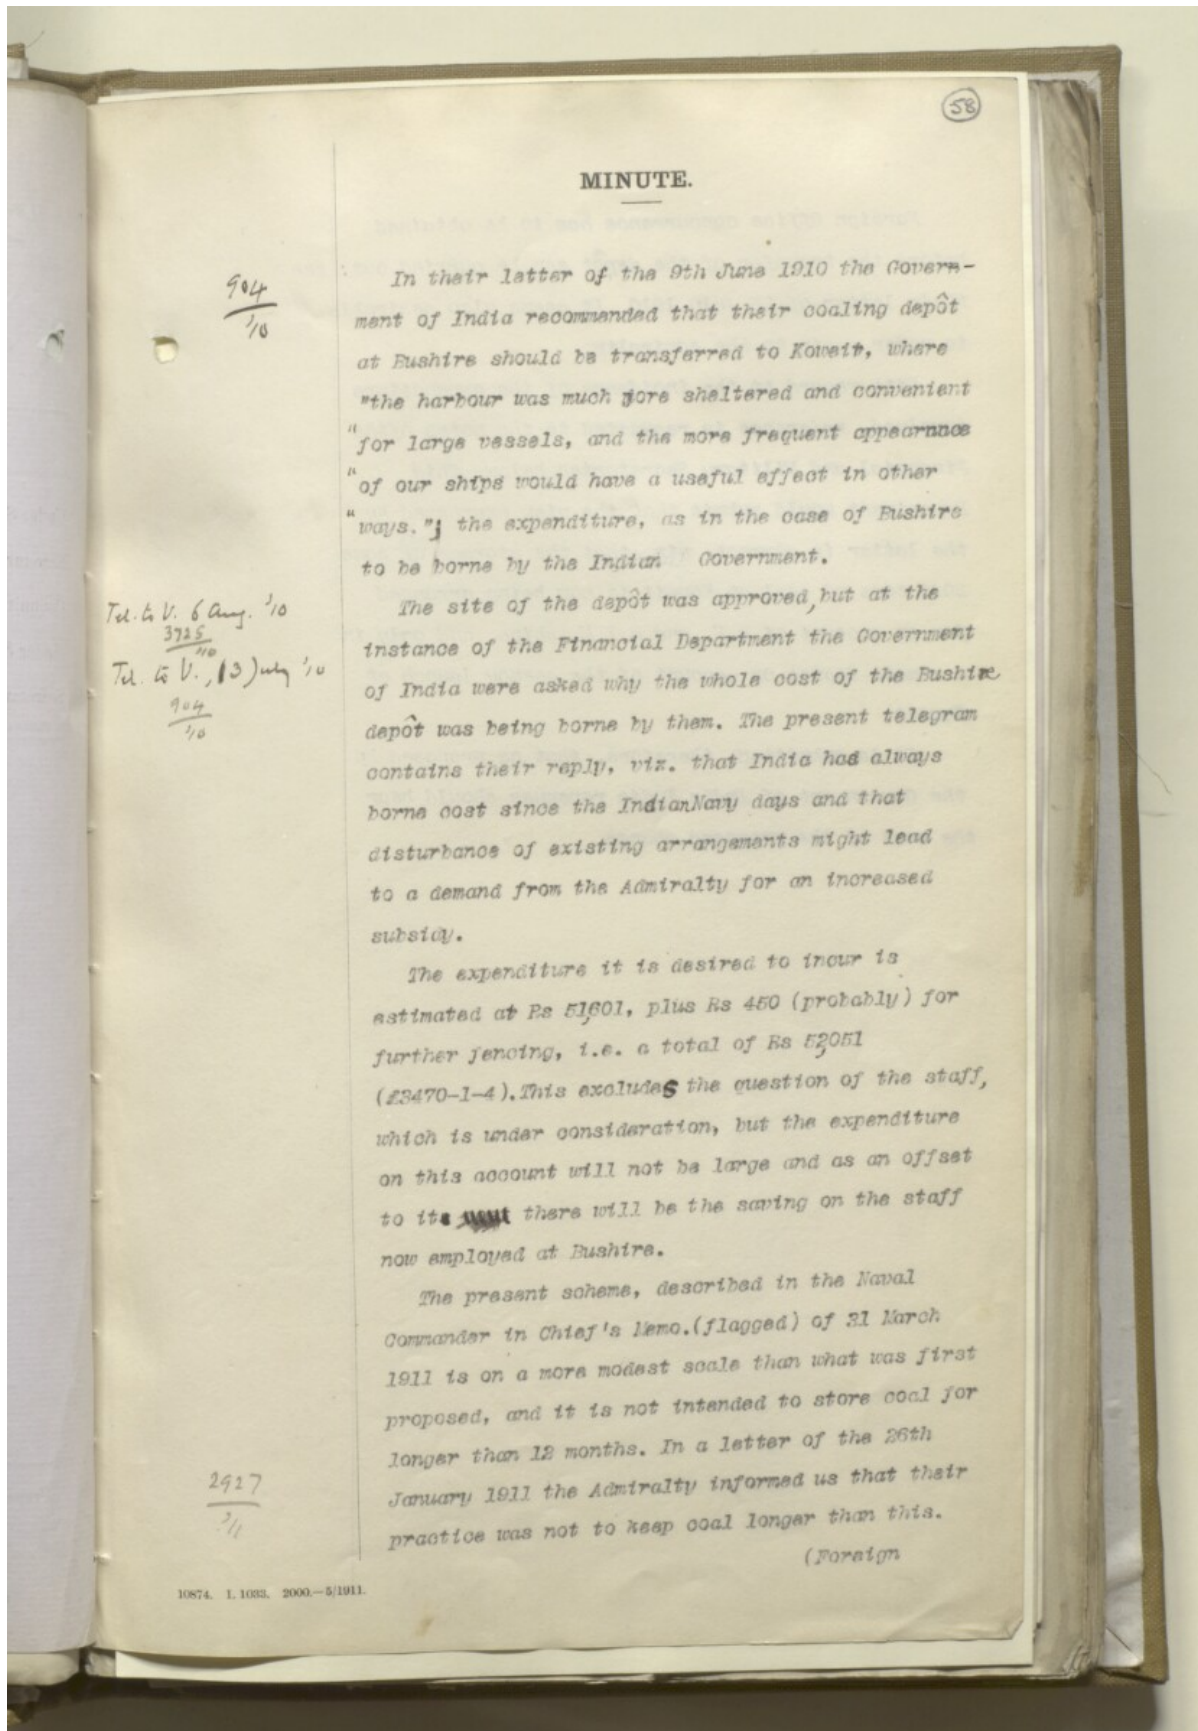 58
MINUTE.
904
/10
In their letter of the 9th June 1910 the Govern-
ment of India recommended that their coaling depôt
at Bushire should be transferred to Koweit, where
"the harbour was much more sheltered and convenient
"for large vessels, and the more frequent appearance
"of our ships would have a useful effect in other
"ways."; the expenditure, as in the case of Bushire
to be borne by the Indian Government.
Tel. to V. 6 Aug. '10
3725
/10
Tel. to V., 13 July '10
904
/10
The site of the depôt was approved, but at the
instance of the Financial Department the Government
of India were asked why the whole cost of the Bushire
depôt was being borne by them. The present telegram
contains their reply, viz. that India had always
borne cost since the IndianNavy days and that
disturbance of existing arrangements might lead
to a demand from the Admiralty for an increased
subsidy.
The expenditure it is desired to incur is
estimated at Rs 51,601, plus Rs 450 (probably) for
further fencing, i.e. a total of Rs 52,051
(£3470-1-4).This excludes the question of the staff,
which is under consideration, but the expenditure
on this account will not be large and as an offset
to it there will be the saving on the staff
now employed at Bushire.
The present scheme, described in the Naval
Commander in Chief's Memo.(flagged) of 31 March
1911 is on a more modest scale than what was first
proposed, and it is not intended to store coal for
longer than 12 months. In a letter of the 26th
January 1911 the Admiralty informed us that their
practice was not to keep coal longer than this.
2927
/11
(Foreign
10874. I. 1033. 2000.—5/1911.